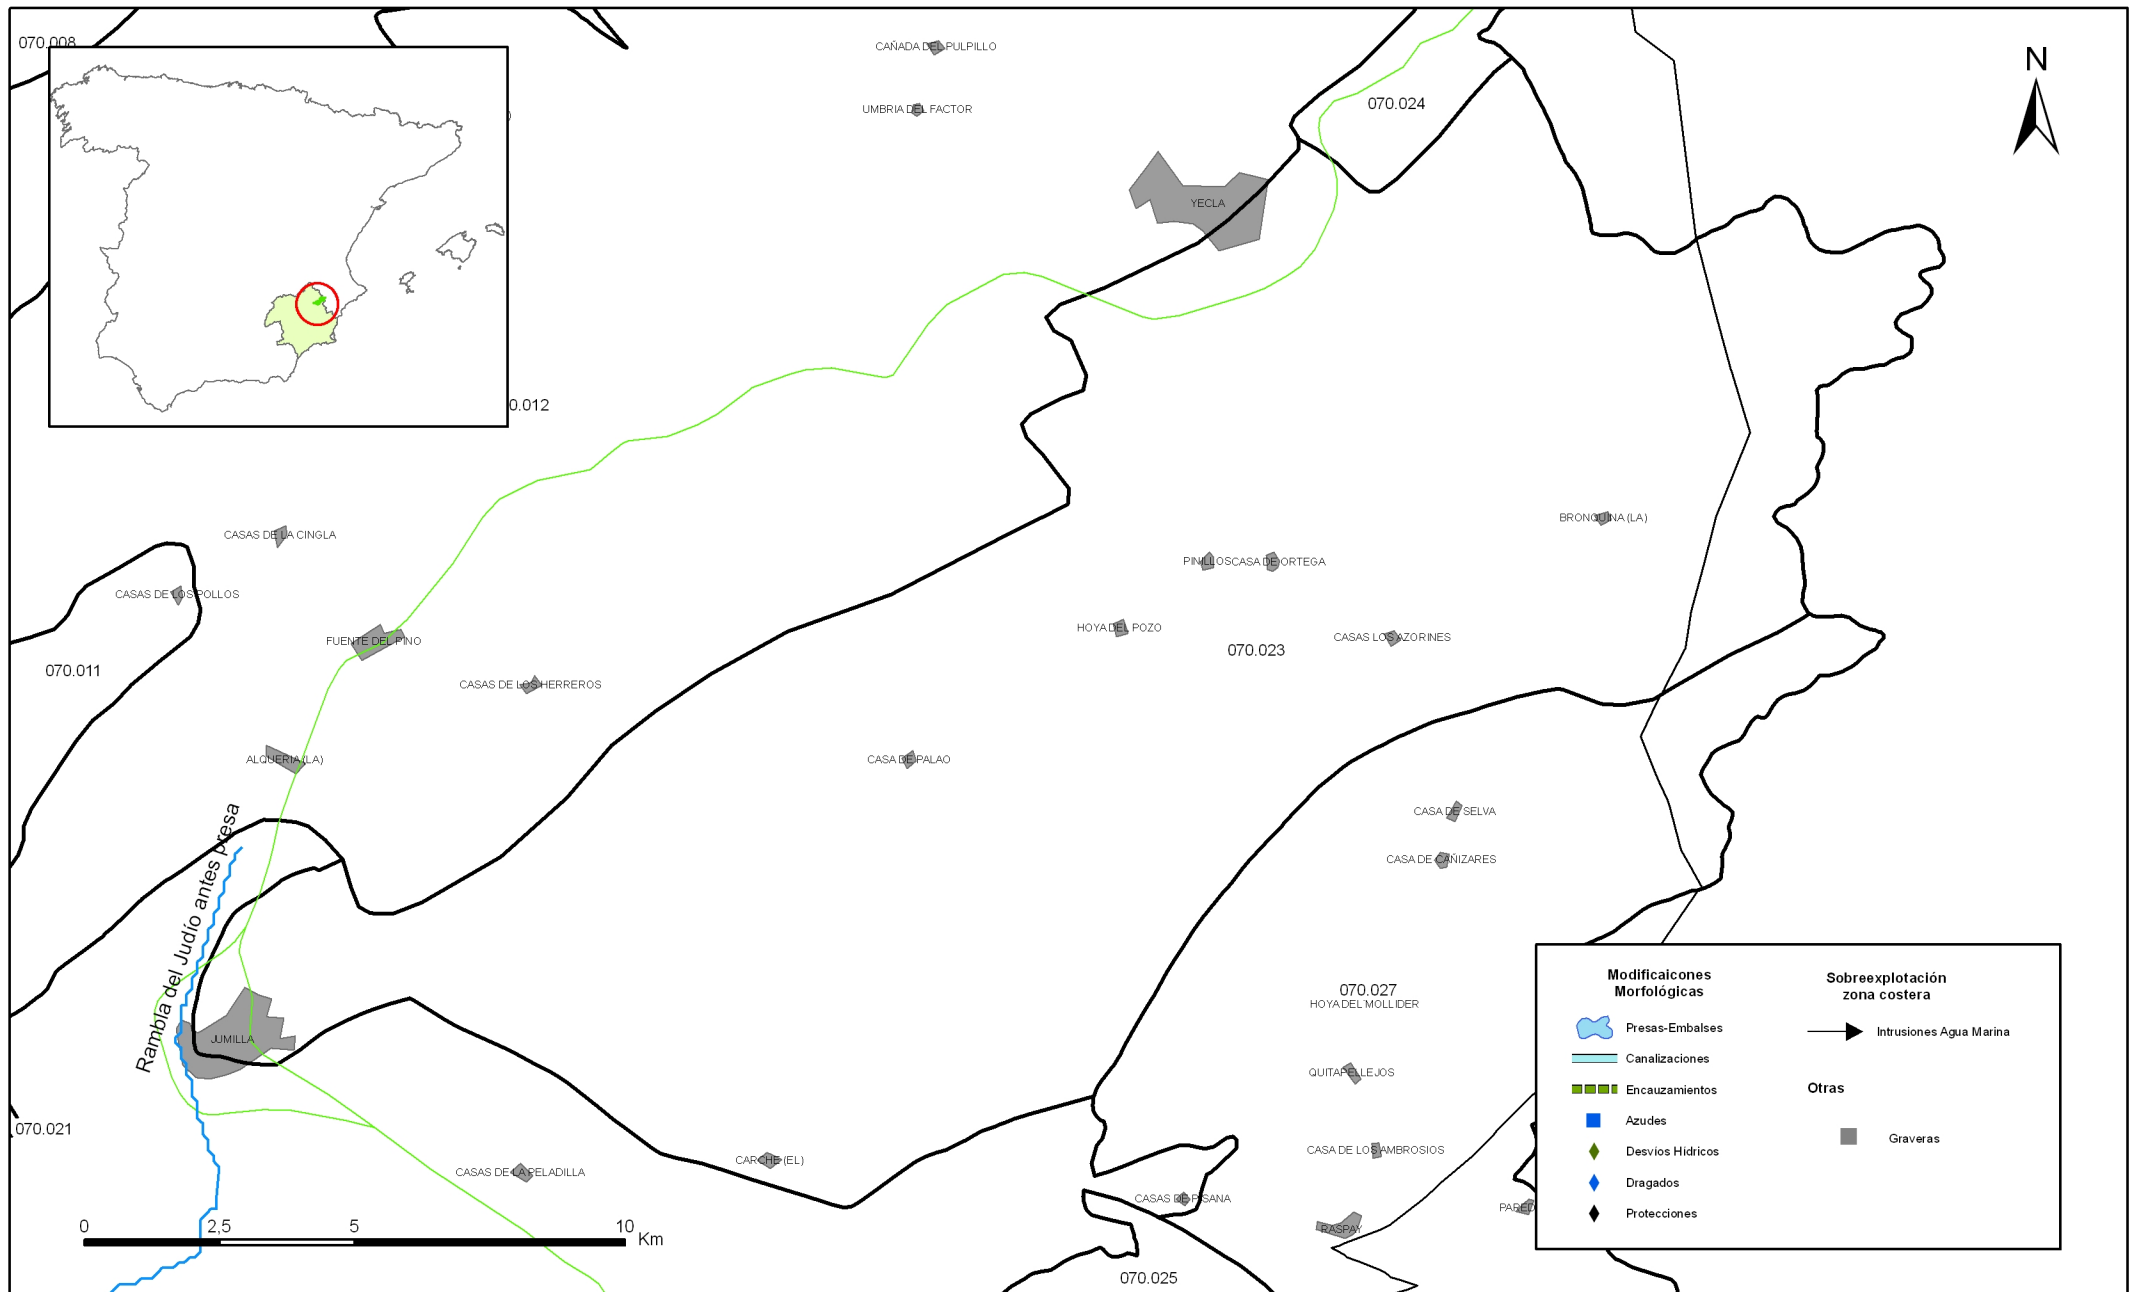 070.008
CAÑADA DEL PULPILLO
N
UMBRIA DEL FACTOR
070.024
YECLA
0.012
BRONQUINA (LA)
CASAS DE LA CINGLA
PINILLOS
CASA DE ORTEGA
CASAS DE LOS POLLOS
HOYA DEL POZO
CASAS LOS AZORINES
FUENTE DEL PINO
070.023
070.011
CASAS DE LOS HERREROS
ALQUERIA (LA)
CASA DE PALAO
CASA DE SELVA
CASA DE CAÑIZARES
Rambla del Judío antes presa
070.027
HOYA DEL MOLLIDER
JUMILLA
QUITAPELLEJOS
070.021
CASA DE LOS AMBROSIOS
CARCHE (EL)
CASAS DE LA PELADILLA
CASAS DE PISANA
PARED
RASPAY
070.025
0 2,5 5 10 Km
Modificaicones
Morfológicas
Presas-Embalses
Canalizaciones
Encauzamientos
Azudes
Desvíos Hídricos
Dragados
Protecciones
Sobreexplotación
zona costera
Intrusiones Agua Marina
Otras
Graveras